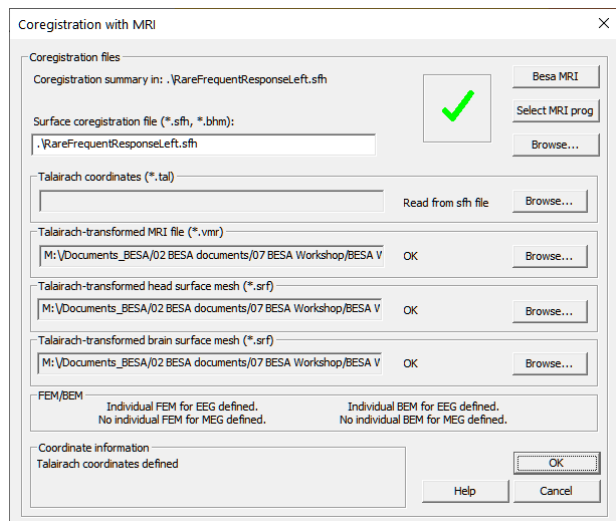 Coregistration with MRI
Coregistration files
Coregistration summary in: .\RareFrequentResponseLeft.sfh
Besa MRI
Select MRI prog
Surface coregistration file (*.sfh, *.bhm):
.\RareFrequentResponseLeft.sfh
Browse...
Talairach coordinates (*.tal)
Read from sfh file
Browse...
Talairach-transformed MRI file (*.vmr)
M:\/Documents_BESA/02 BESA documents/07 BESA Workshop/BESA W
OK
Browse...
Talairach-transformed head surface mesh (*.srf)
M:\/Documents_BESA/02 BESA documents/07 BESA Workshop/BESA W
OK
Browse...
Talairach-transformed brain surface mesh (*.srf)
M:\/Documents_BESA/02 BESA documents/07 BESA Workshop/BESA W
OK
Browse...
FEM/BEM
Individual FEM for EEG defined.
No individual FEM for MEG defined.
Individual BEM for EEG defined.
No individual BEM for MEG defined.
Coordinate information
Talairach coordinates defined
OK
Help
Cancel